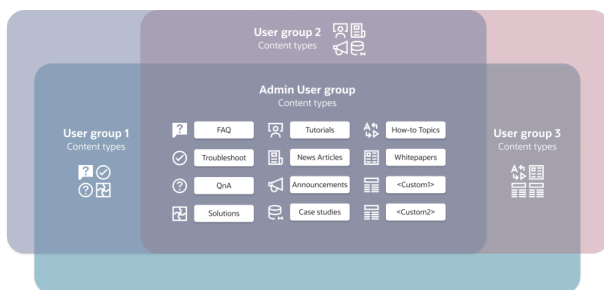 User group 2
Content types
Admin User group
Content types
User group 1
Content types
User group 3
Content types
FAQ
Tutorials
How-to Topics
Troubleshoot
News Articles
Whitepapers
QnA
Announcements
<Custom1>
Solutions
Case studies
<Custom2>